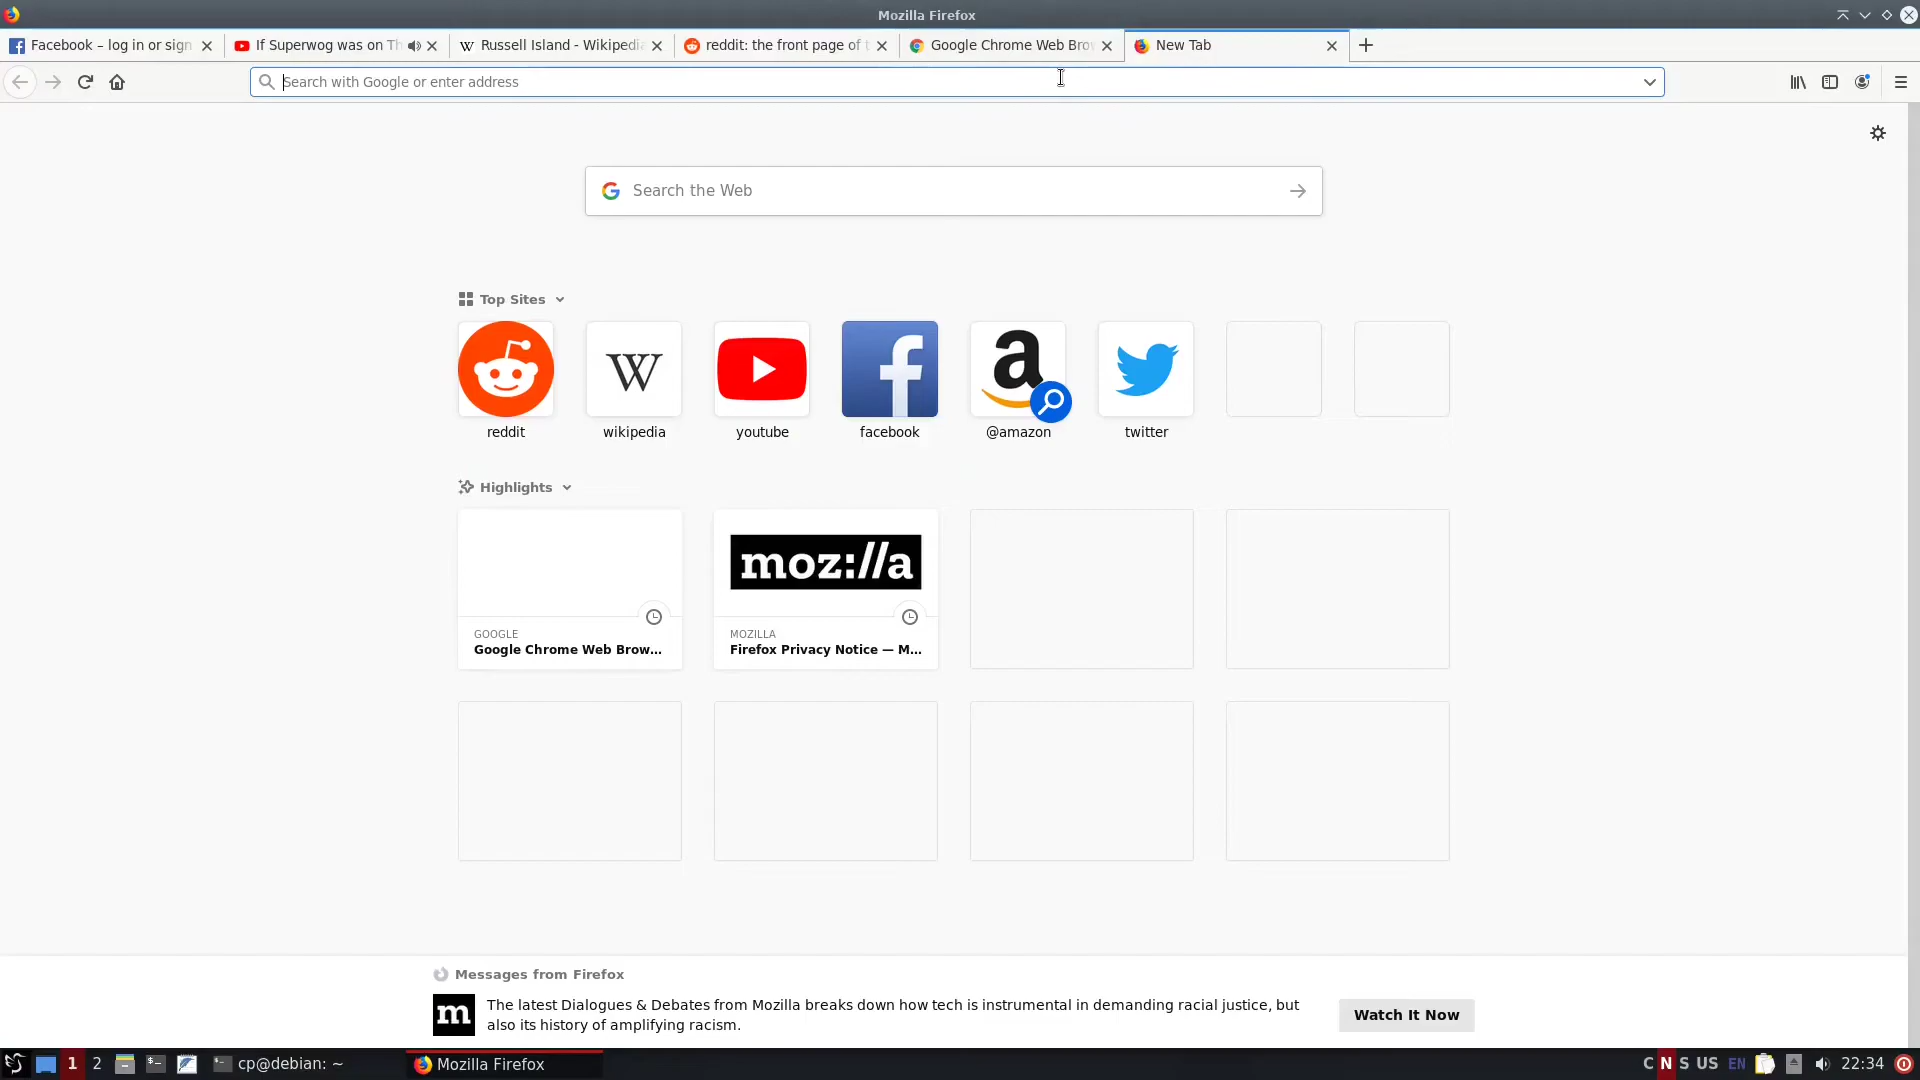 Mozilla Firefox
Facebook – log in or sign
If Superwog was on Th
Russell Island - Wikipedi
reddit: the front page of t
Google Chrome Web Bro
New Tab
Search with Google or enter address
Search the Web
Top Sites
reddit
wikipedia
youtube
facebook
@amazon
twitter
Highlights
moz://a
GOOGLE
Google Chrome Web Brow...
MOZILLA
Firefox Privacy Notice — M...
Messages from Firefox
m
The latest Dialogues & Debates from Mozilla breaks down how tech is instrumental in demanding racial justice, but
also its history of amplifying racism.
Watch It Now
1 2
cp@debian: ~
Mozilla Firefox
C N S US EN
22:34